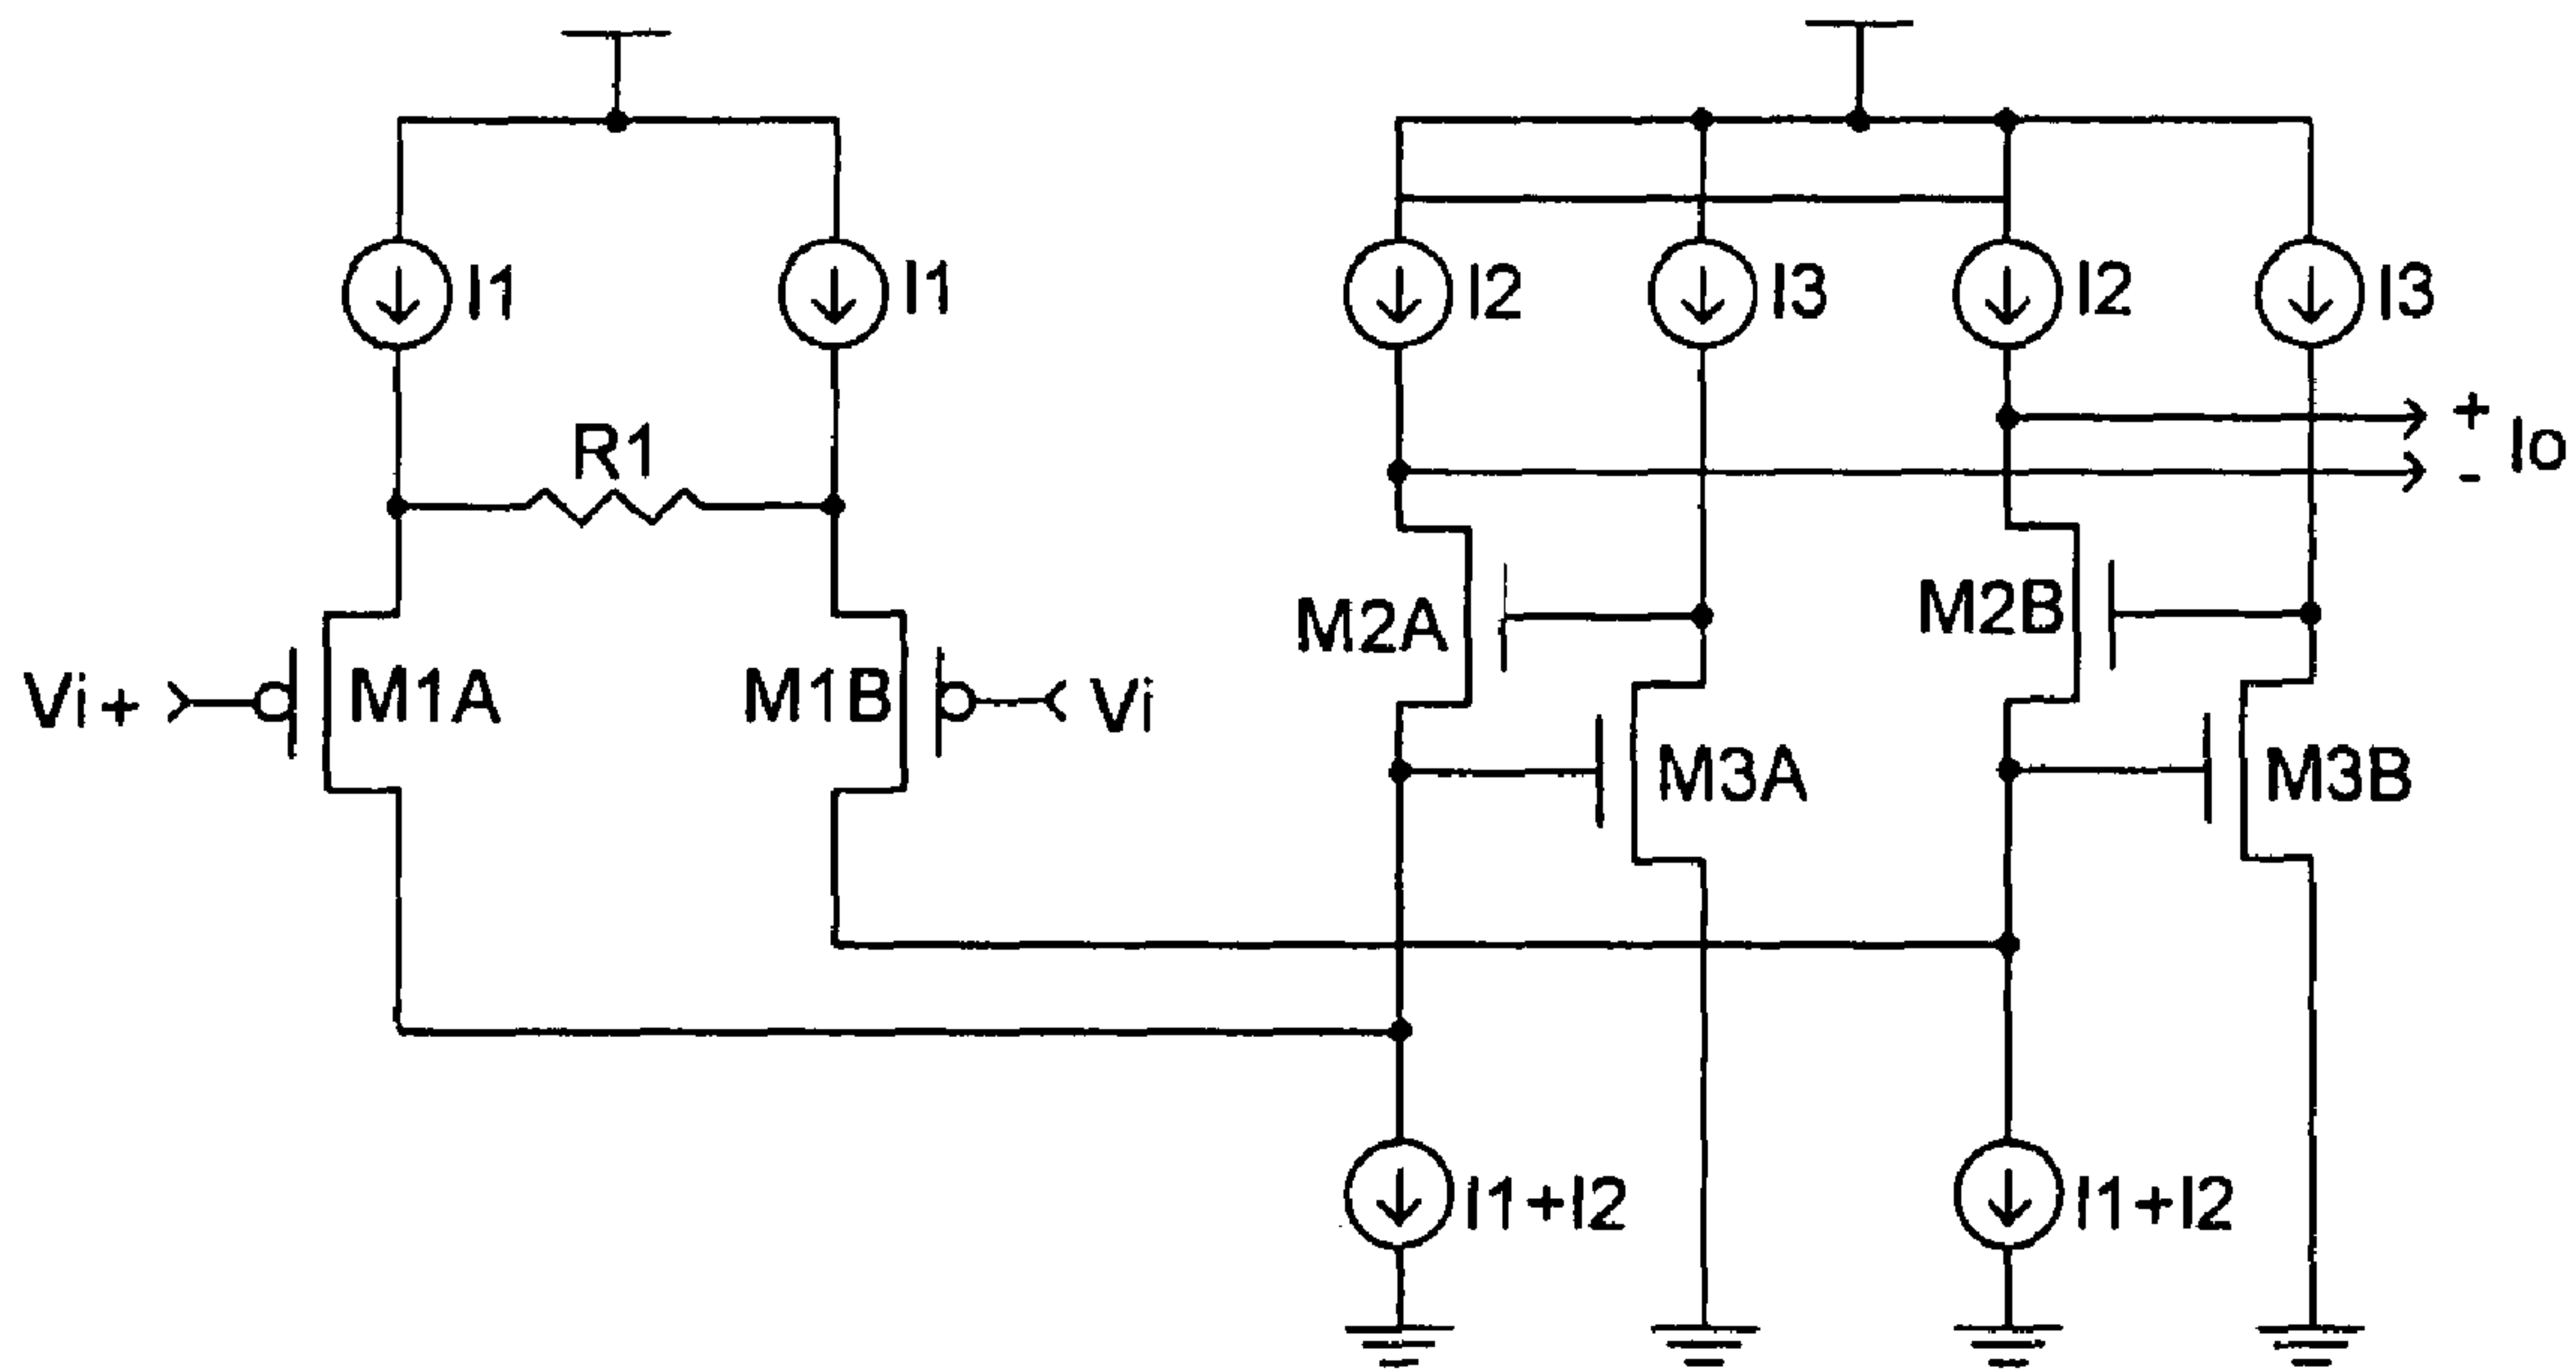 I1
I1
I2
I3
I2
I3
+
Io
-
R1
M2A
M2B
Vi+
M1A
M1B
Vi
M3A
M3B
I1+I2
I1+I2